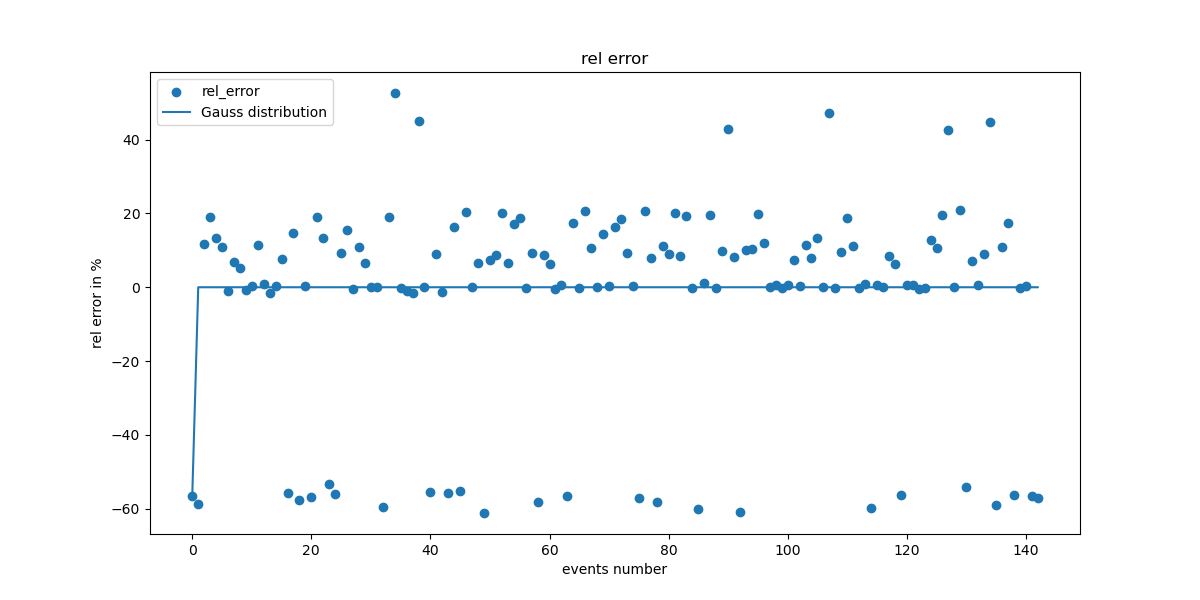 rel error
rel_error
Gauss distribution
rel error in %
40
20
0
−20
−40
−60
0 20 40 60 80 100 120 140
events number